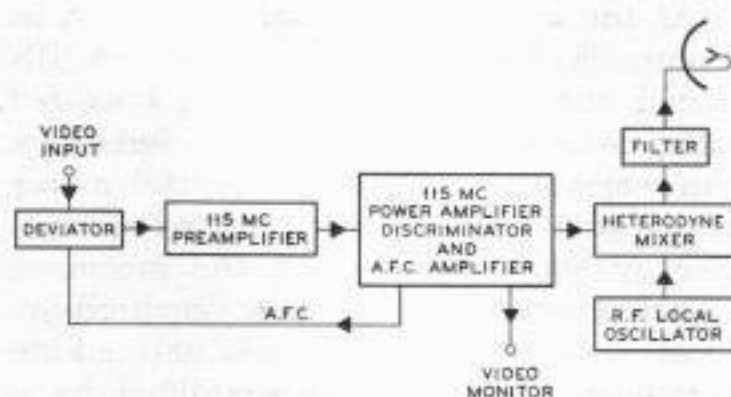 VIDEO
INPUT
DEVIATOR
115 MC
PREAMPLIFIER
115 MC
POWER AMPLIFIER
DISCRIMINATOR
AND
A.F.C. AMPLIFIER
FILTER
HETERODYNE
MIXER
R.F. LOCAL
OSCILLATOR
A.F.C.
VIDEO
MONITOR